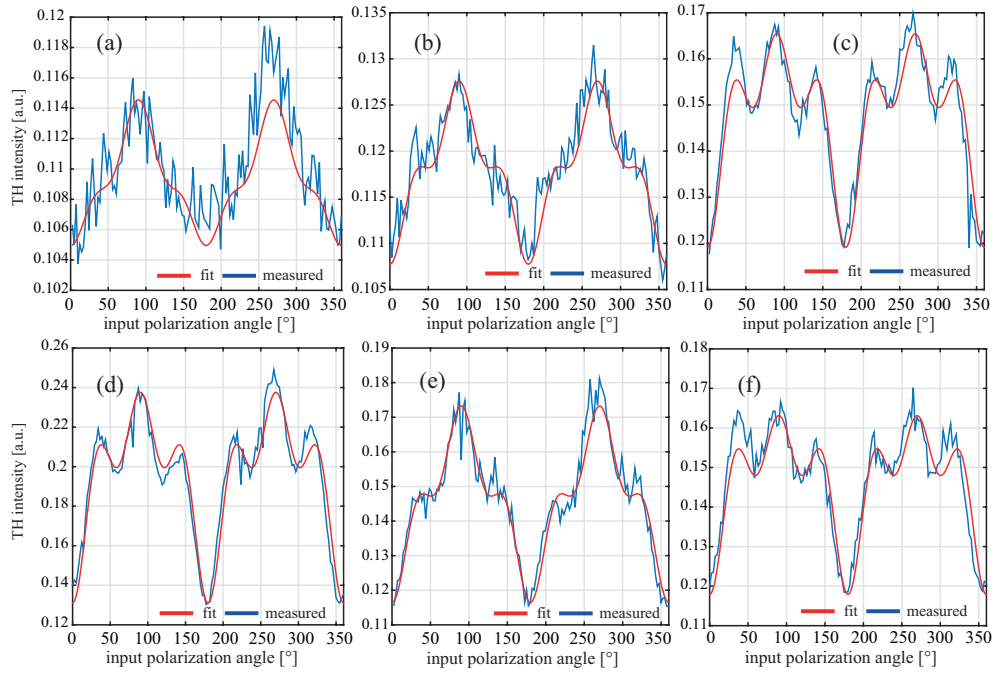 0.12
0.118
0.116
0.114
0.112
0.11
0.108
0.106
0.104
0.102
TH intensity [a.u.]
(a)
fit measured
0 50 100 150 200 250 300 350
input polarization angle [°]
0.135
0.13
0.125
0.12
0.115
0.11
0.105
(b)
fit measured
0 50 100 150 200 250 300 350
input polarization angle [°]
0.17
0.16
0.15
0.14
0.13
0.12
0.11
(c)
fit measured
0 50 100 150 200 250 300 350
input polarization angle [°]
0.26
0.24
0.22
0.2
0.18
0.16
0.14
0.12
TH intensity [a.u.]
(d)
fit measured
0 50 100 150 200 250 300 350
input polarization angle [°]
0.19
0.18
0.17
0.16
0.15
0.14
0.13
0.12
0.11
(e)
fit measured
0 50 100 150 200 250 300 350
input polarization angle [°]
0.18
0.17
0.16
0.15
0.14
0.13
0.12
0.11
(f)
fit measured
0 50 100 150 200 250 300 350
input polarization angle [°]